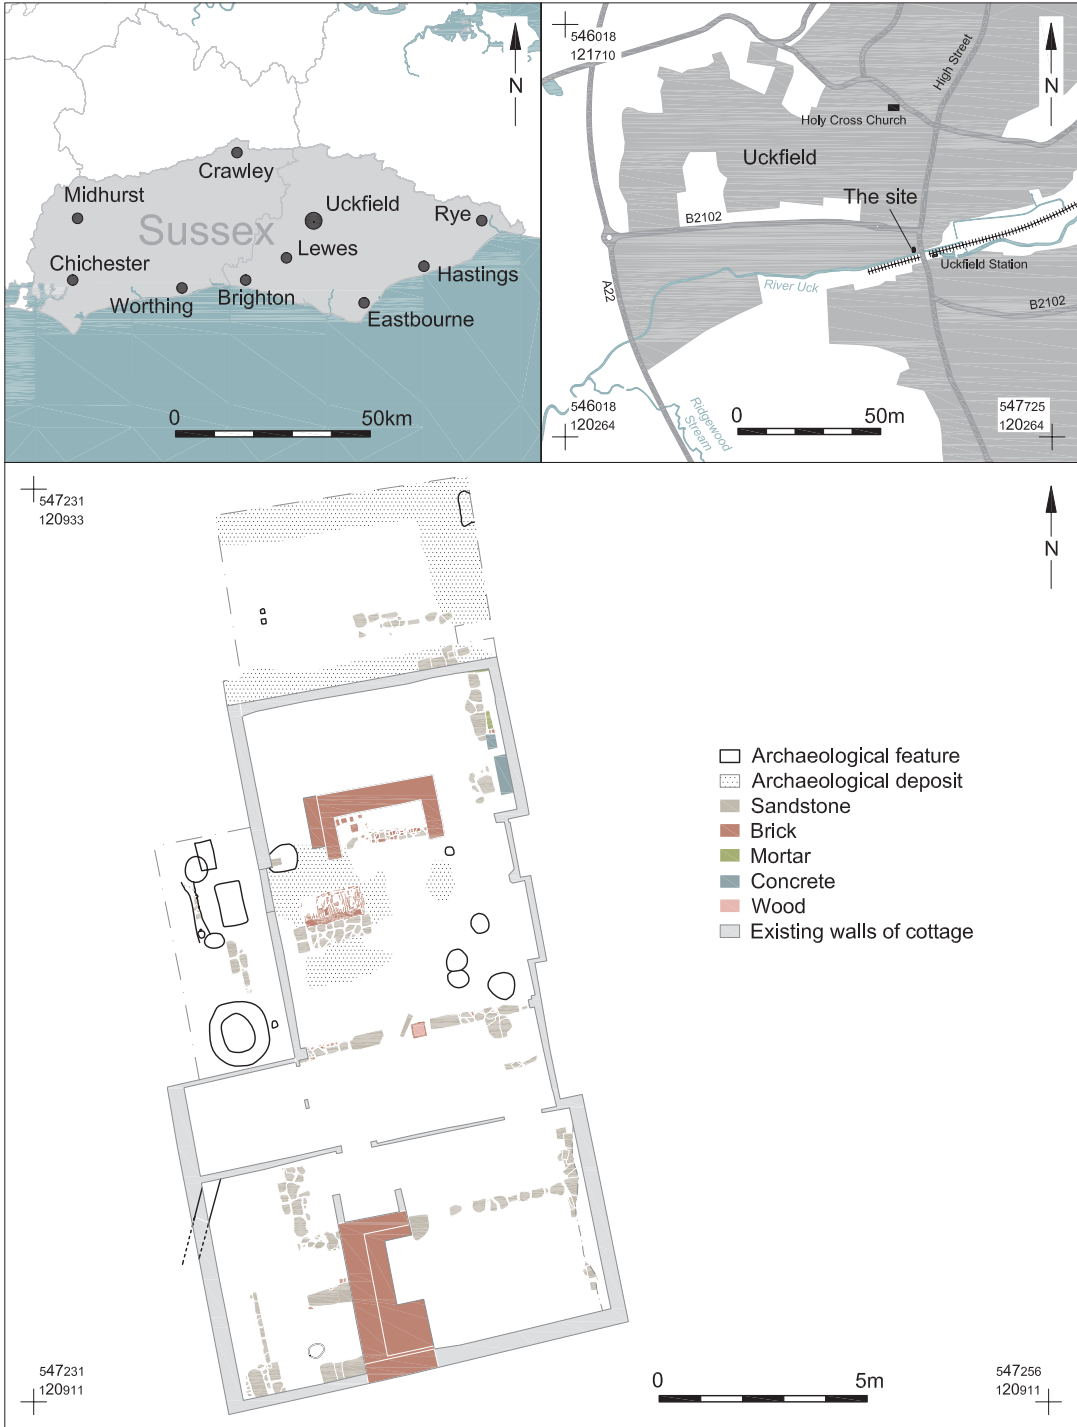 N
Crawley
Midhurst
Uckfield
Rye
Sussex
Lewes
Chichester
Hastings
Brighton
Worthing
Eastbourne
0 50km
546018
121710
N
High Street
Holy Cross Church
Uckfield
The site
B2102
Uckfield Station
River Uck
A22
B2102
Ridgewood
Stream
546018
120264
0 50m
547725
120264
547231
120933
N
Archaeological feature
Archaeological deposit
Sandstone
Brick
Mortar
Concrete
Wood
Existing walls of cottage
547231
120911
0 5m
547256
120911